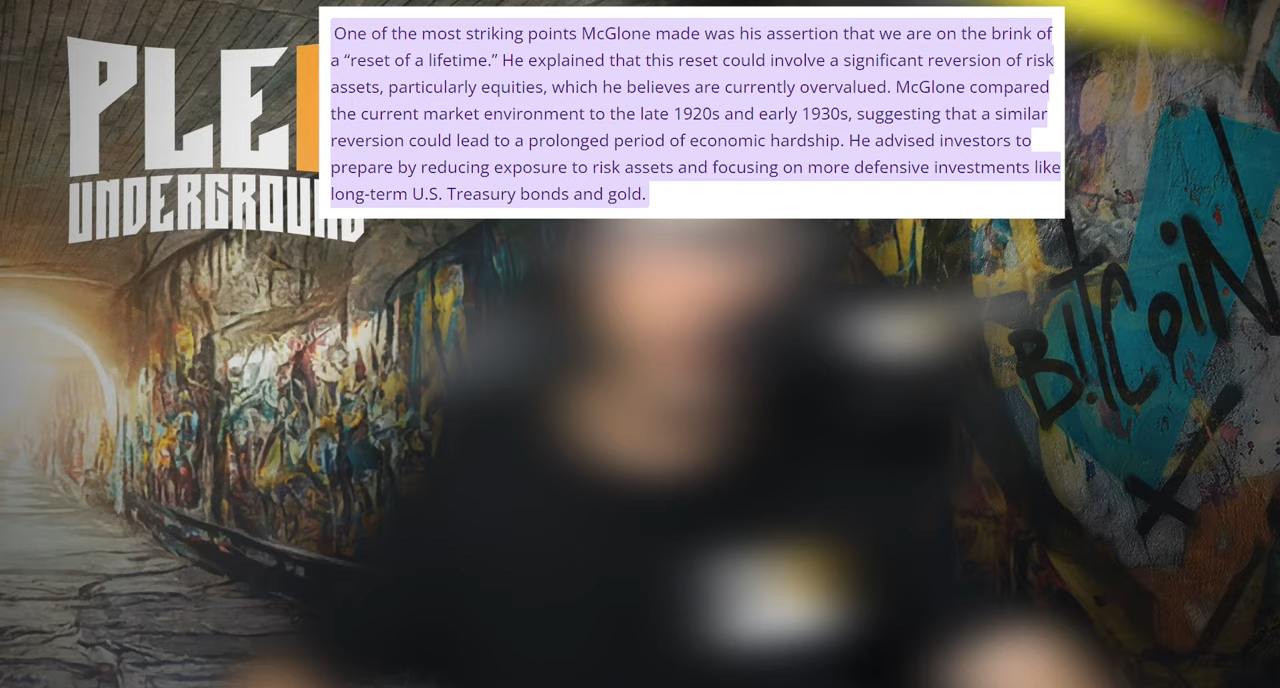 One of the most striking points McGlone made was his assertion that we are on the brink of
a “reset of a lifetime.” He explained that this reset could involve a significant reversion of risk
assets, particularly equities, which he believes are currently overvalued. McGlone compared
the current market environment to the late 1920s and early 1930s, suggesting that a similar
reversion could lead to a prolonged period of economic hardship. He advised investors to
prepare by reducing exposure to risk assets and focusing on more defensive investments like
long-term U.S. Treasury bonds and gold.
PLE
UNDERGROUND
BITCOIN